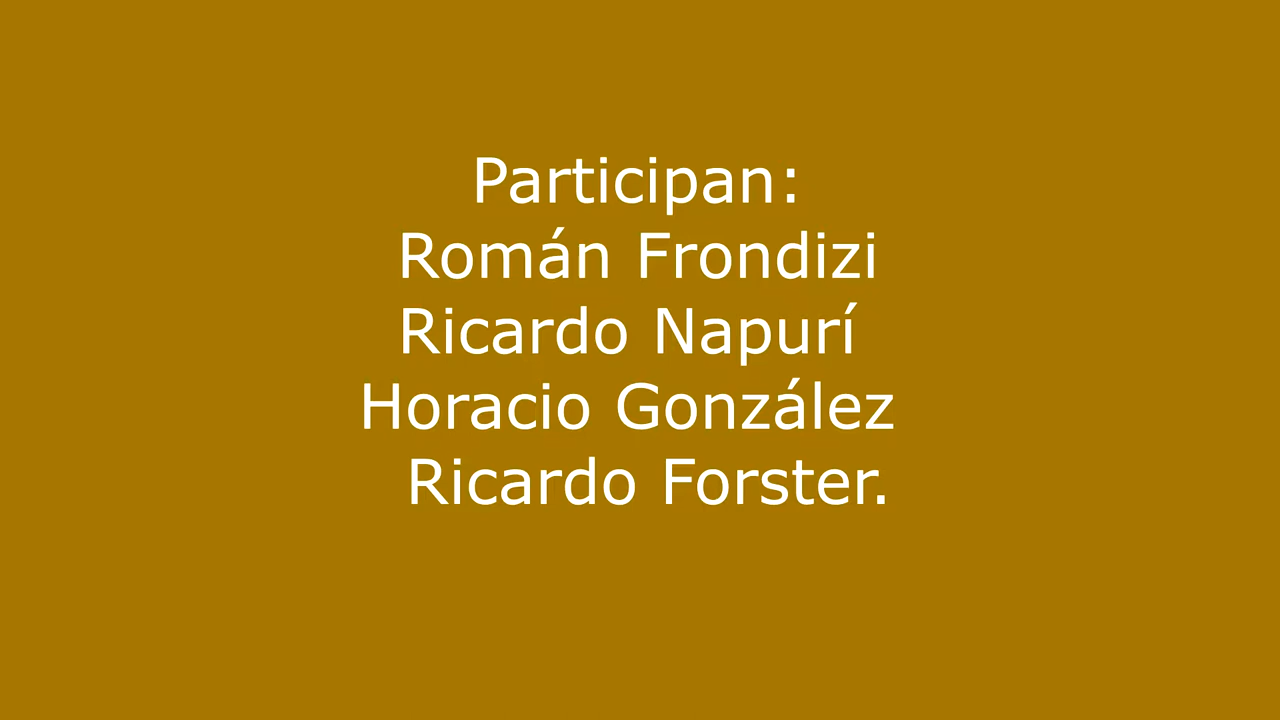 Participan:
Román Frondizi
Ricardo Napurí
Horacio González
Ricardo Forster.